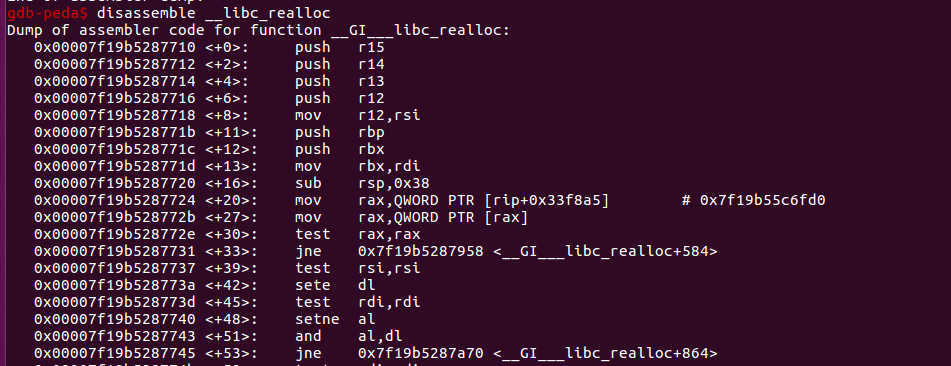 gdb-peda$ disassemble __libc_realloc
Dump of assembler code for function __GI___libc_realloc:
0x00007f19b5287710 <+0>: push r15
0x00007f19b5287712 <+2>: push r14
0x00007f19b5287714 <+4>: push r13
0x00007f19b5287716 <+6>: push r12
0x00007f19b5287718 <+8>: mov r12,rsi
0x00007f19b528771b <+11>: push rbp
0x00007f19b528771c <+12>: push rbx
0x00007f19b528771d <+13>: mov rbx,rdi
0x00007f19b5287720 <+16>: sub rsp,0x38
0x00007f19b5287724 <+20>: mov rax,QWORD PTR [rip+0x33f8a5] # 0x7f19b55c6fd0
0x00007f19b528772b <+27>: mov rax,QWORD PTR [rax]
0x00007f19b528772e <+30>: test rax,rax
0x00007f19b5287731 <+33>: jne 0x7f19b5287958 <__GI___libc_realloc+584>
0x00007f19b5287737 <+39>: test rsi,rsi
0x00007f19b528773a <+42>: sete dl
0x00007f19b528773d <+45>: test rdi,rdi
0x00007f19b5287740 <+48>: setne al
0x00007f19b5287743 <+51>: and al,dl
0x00007f19b5287745 <+53>: jne 0x7f19b5287a70 <__GI___libc_realloc+864>